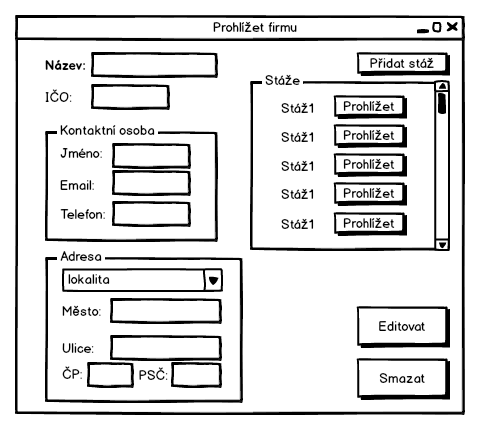 Prohlížet firmu
Název:
IČO:
Kontaktní osoba
Jméno:
Email:
Telefon:
Adresa
lokalita
Město:
Ulice:
ČP: PSČ:
Přidat stáž
Stáže
Stáž1 Prohlížet
Stáž1 Prohlížet
Stáž1 Prohlížet
Stáž1 Prohlížet
Stáž1 Prohlížet
Editovat
Smazat